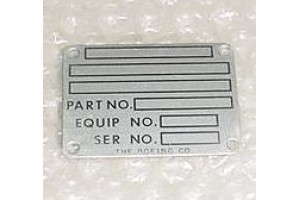 PART NO.
EQUIP NO.
SER NO.
THE BOEING CO.